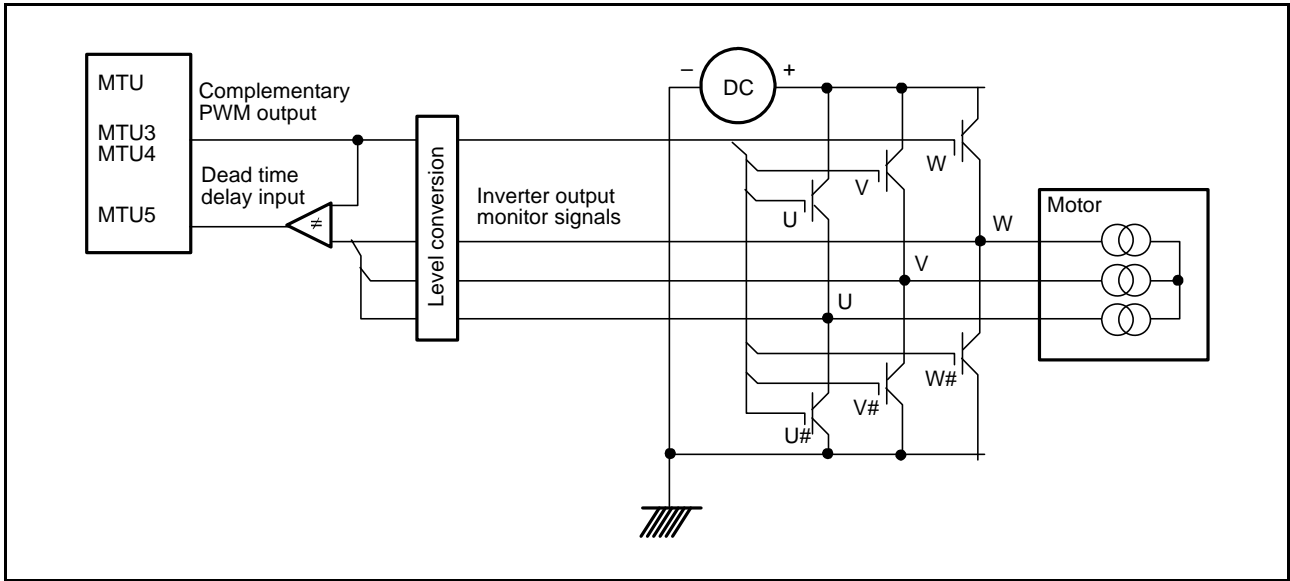 MTU
MTU3
MTU4
MTU5
Complementary
PWM output
Dead time
delay input
≠
Level conversion
Inverter output
monitor signals
–
DC
+
W
V
U
W
V
U
W#
V#
U#
Motor